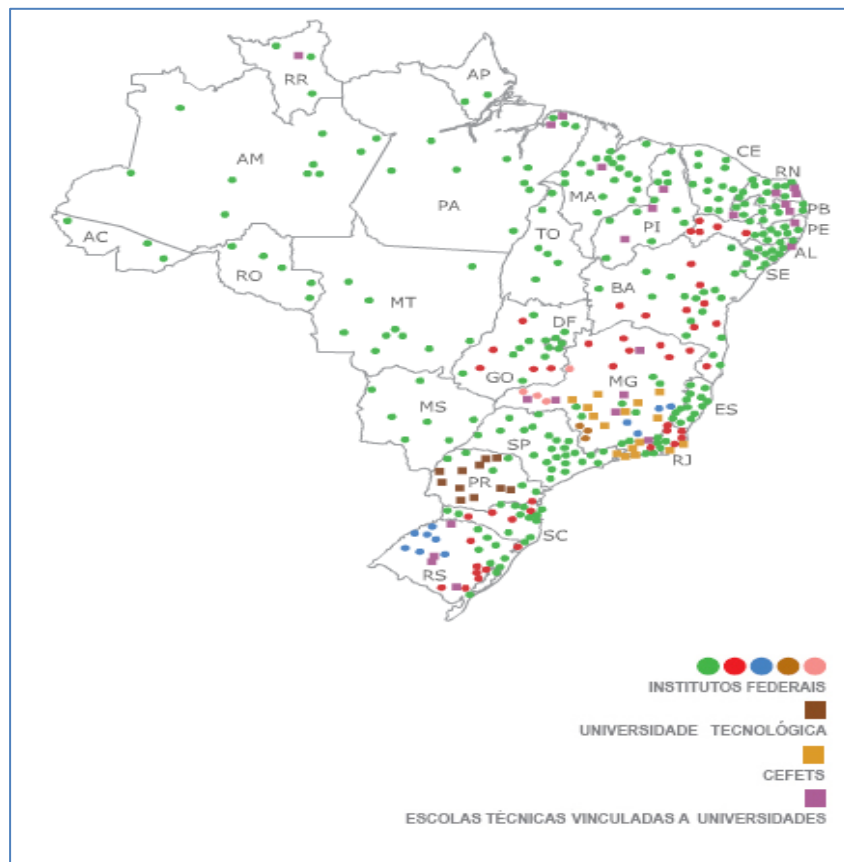 RR
AP
AM
PA
MA
CE
RN
PB
PE
AL
SE
PI
TO
AC
RO
MT
BA
DF
GO
MG
ES
MS
SP
RJ
PR
SC
RS
INSTITUTOS FEDERAIS
UNIVERSIDADE TECNOLÓGICA
CEFETS
ESCOLAS TÉCNICAS VINCULADAS A UNIVERSIDADES